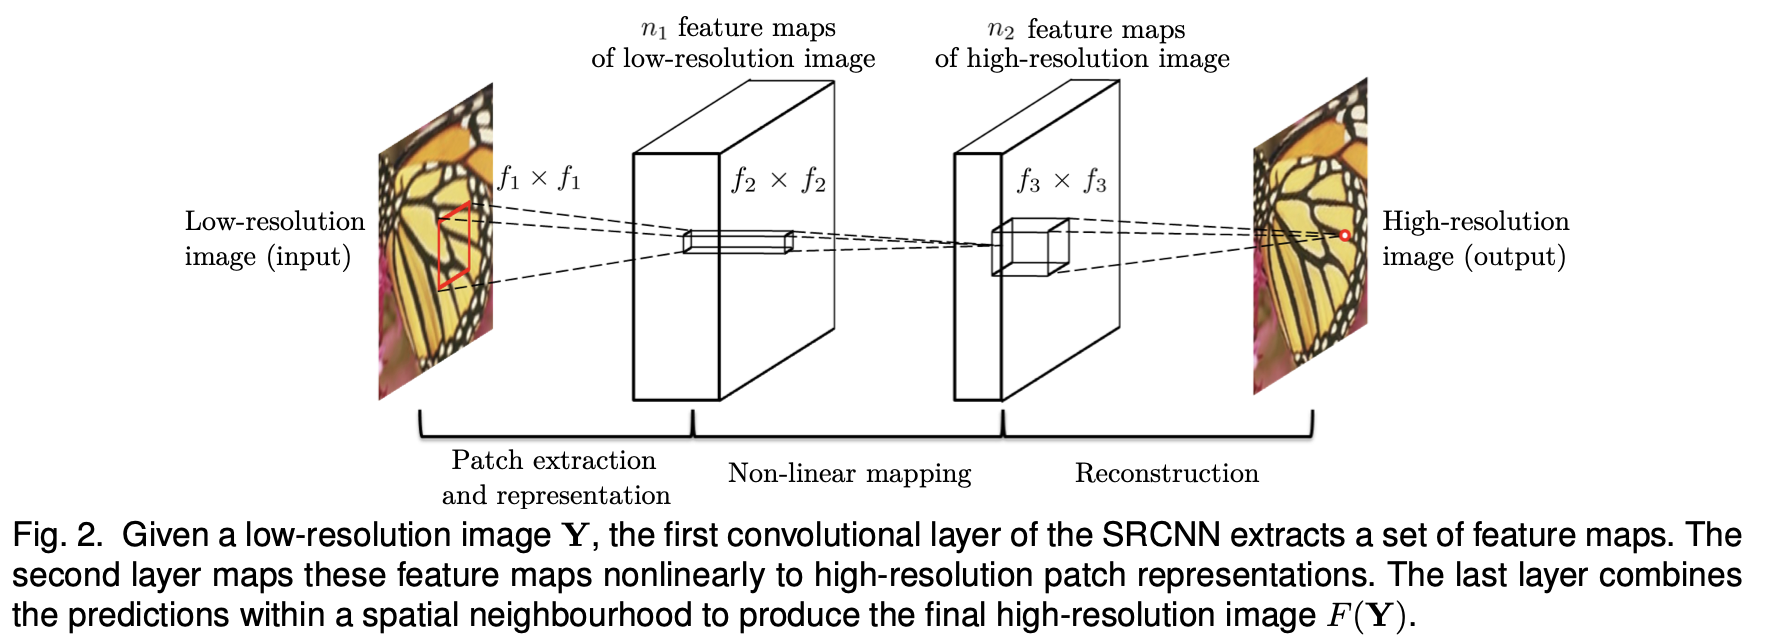 n₁ feature maps
of low-resolution image
n₂ feature maps
of high-resolution image
f₁ × f₁
f₂ × f₂
f₃ × f₃
Low-resolution
image (input)
High-resolution
image (output)
Patch extraction
and representation
Non-linear mapping
Reconstruction
Fig. 2. Given a low-resolution image Y, the first convolutional layer of the SRCNN extracts a set of feature maps. The
second layer maps these feature maps nonlinearly to high-resolution patch representations. The last layer combines
the predictions within a spatial neighbourhood to produce the final high-resolution image F(Y).